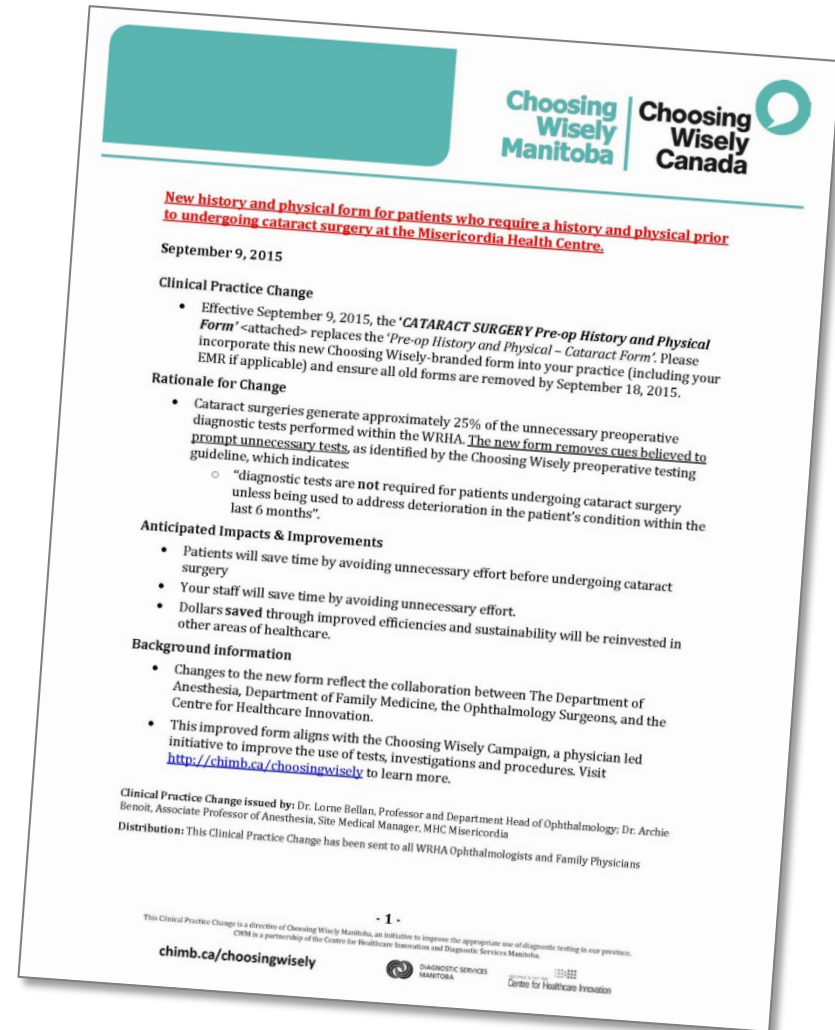 Choosing
Wisely
Manitoba
Choosing
Wisely
Canada
New history and physical form for patients who require a history and physical prior
to undergoing cataract surgery at the Misericordia Health Centre.
September 9, 2015
Clinical Practice Change
• Effective September 9, 2015, the ‘CATARACT SURGERY Pre-op History and Physical
Form’ <attached> replaces the ‘Pre-op History and Physical – Cataract Form’. Please
incorporate this new Choosing Wisely-branded form into your practice (including your
EMR if applicable) and ensure all old forms are removed by September 18, 2015.
Rationale for Change
• Cataract surgeries generate approximately 25% of the unnecessary preoperative
diagnostic tests performed within the WRHA. The new form removes cues believed to
prompt unnecessary tests, as identified by the Choosing Wisely preoperative testing
guideline, which indicates:
○ “diagnostic tests are not required for patients undergoing cataract surgery
unless being used to address deterioration in the patient’s condition within the
last 6 months”.
Anticipated Impacts & Improvements
• Patients will save time by avoiding unnecessary effort before undergoing cataract
surgery
• Your staff will save time by avoiding unnecessary effort.
• Dollars saved through improved efficiencies and sustainability will be reinvested in
other areas of healthcare.
Background information
• Changes to the new form reflect the collaboration between The Department of
Anesthesia, Department of Family Medicine, the Ophthalmology Surgeons, and the
Centre for Healthcare Innovation.
• This improved form aligns with the Choosing Wisely Campaign, a physician led
initiative to improve the use of tests, investigations and procedures. Visit
http://chimb.ca/choosingwisely to learn more.
Clinical Practice Change issued by: Dr. Lorne Bellan, Professor and Department Head of Ophthalmology; Dr. Archie
Benoit, Associate Professor of Anesthesia, Site Medical Manager, MHC Misericordia
Distribution: This Clinical Practice Change has been sent to all WRHA Ophthalmologists and Family Physicians
- 1 -
This Clinical Practice Change is a directive of Choosing Wisely Manitoba, an initiative to improve the appropriate use of diagnostic testing in our province.
CWM is a partnership of the Centre for Healthcare Innovation and Diagnostic Services Manitoba.
chimb.ca/choosingwisely
DIAGNOSTIC SERVICES
MANITOBA
Centre for Healthcare Innovation